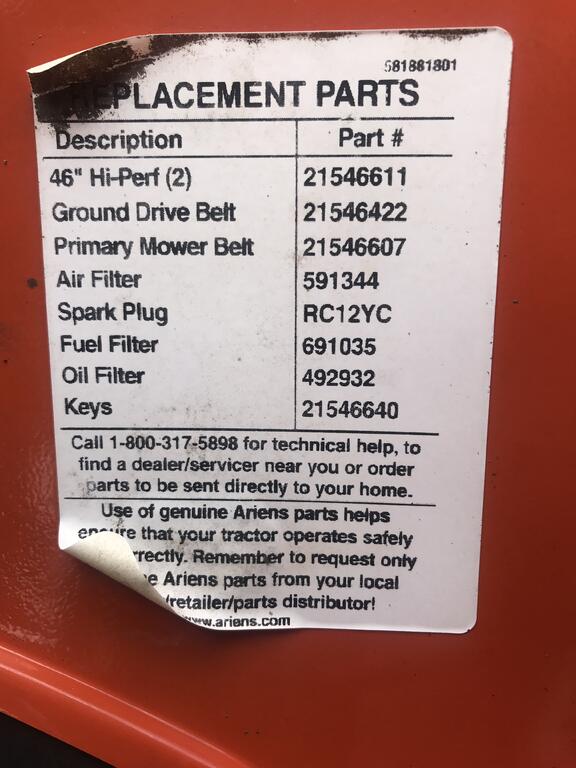 581881801
REPLACEMENT PARTS
Description Part #
46" Hi-Perf (2) 21546611
Ground Drive Belt 21546422
Primary Mower Belt 21546607
Air Filter 591344
Spark Plug RC12YC
Fuel Filter 691035
Oil Filter 492932
Keys 21546640
Call 1-800-317-5898 for technical help, to
find a dealer/servicer near you or order
parts to be sent directly to your home.
Use of genuine Ariens parts helps
ensure that your tractor operates safely
rrectly. Remember to request only
e Ariens parts from your local
/retailer/parts distributor!
www.ariens.com